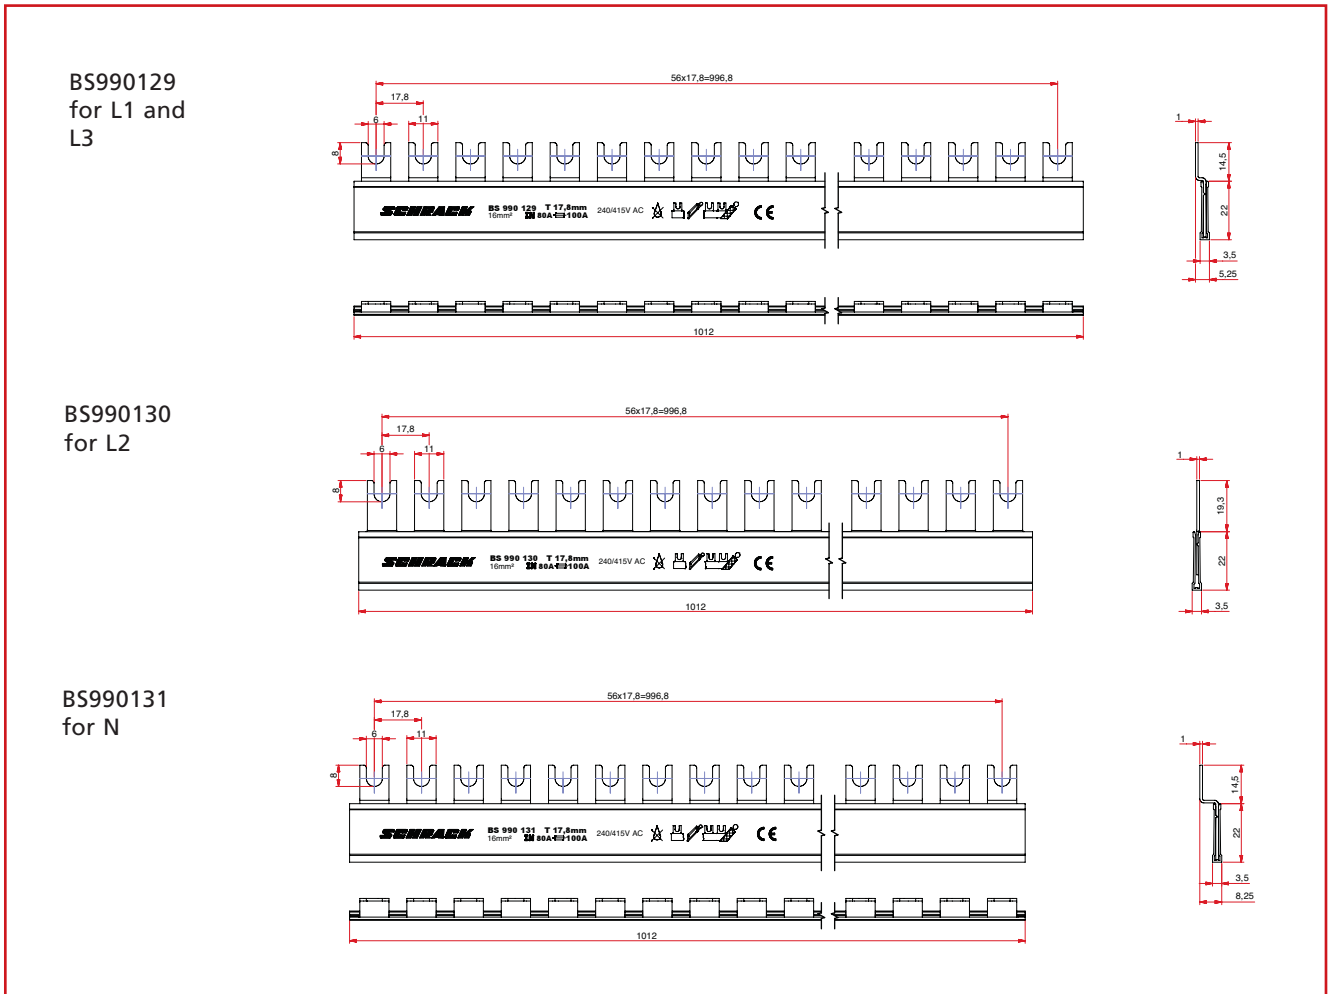 BS990129
for L1 and
L3
56x17,8=996,8
17,8
6
11
8
SCHRACK
BS 990 129 T 17,8mm
16mm² 80A 100A
240/415V AC
CE
1012
1
14,5
22
3,5
5,25
BS990130
for L2
56x17,8=996,8
17,8
6
11
8
SCHRACK
BS 990 130 T 17,8mm
16mm² 80A 100A
240/415V AC
CE
1012
1
19,3
22
3,5
BS990131
for N
56x17,8=996,8
17,8
6
11
8
SCHRACK
BS 990 131 T 17,8mm
16mm² 80A 100A
240/415V AC
CE
1012
1
14,5
22
3,5
8,25